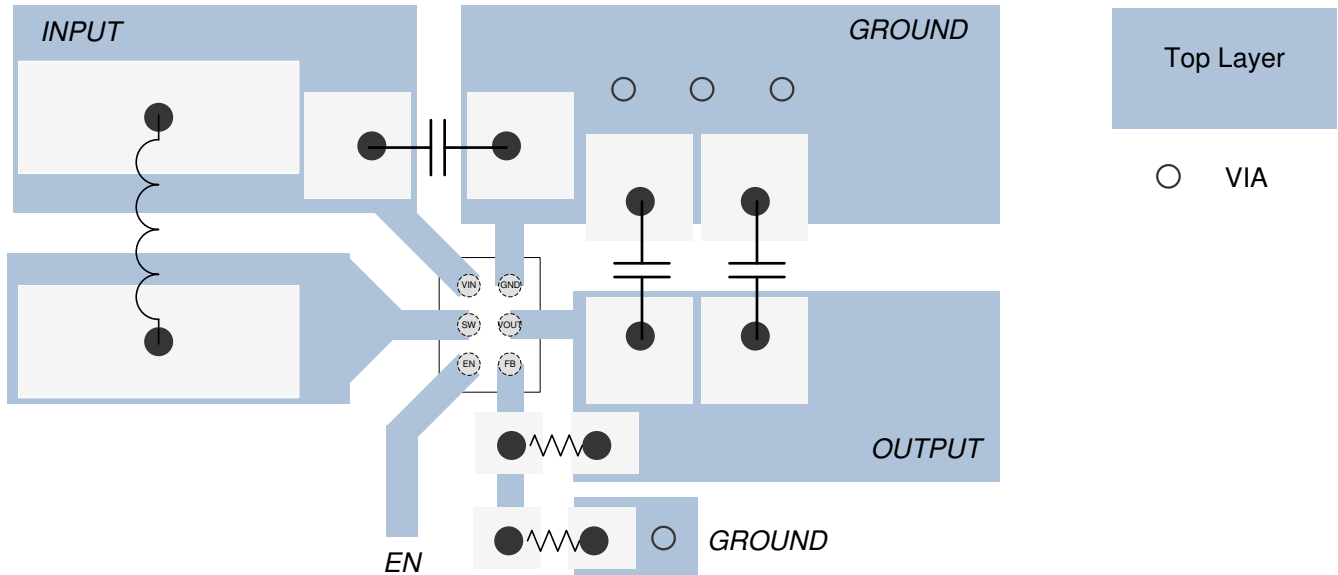 INPUT
GROUND
Top Layer
VIA
VIN
GND
SW
VOUT
EN
FB
OUTPUT
GROUND
EN